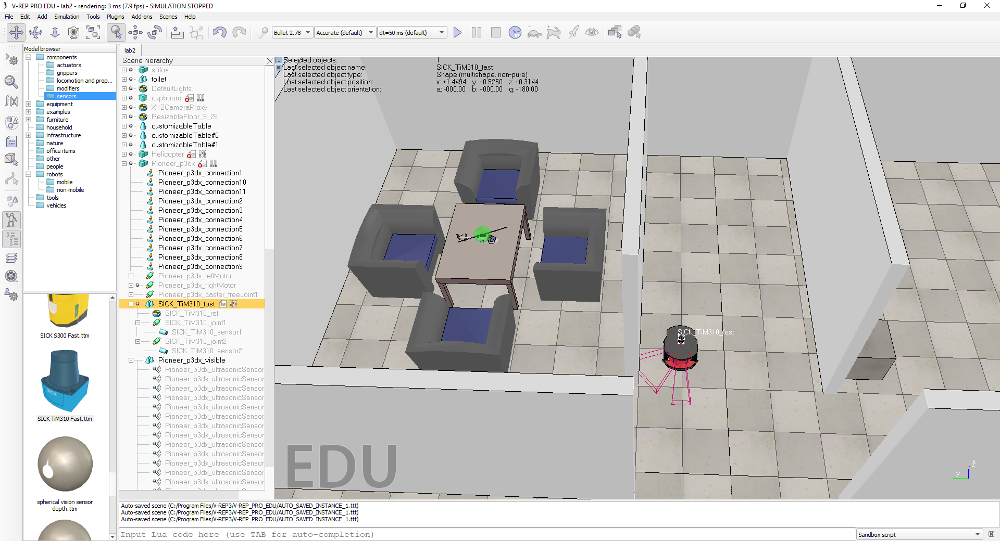 V-REP PRO EDU - lab2 - rendering: 3 ms (7.9 fps) - SIMULATION STOPPED
File Edit Add Simulation Tools Plugins Add-ons Scenes Help
Bullet 2.78 Accurate (default) dt=50 ms (default)
Model browser
components
actuators
grippers
locomotion and prop...
modifiers
sensors
equipment
examples
furniture
household
infrastructure
nature
office items
other
people
robots
mobile
non-mobile
tools
vehicles
SICK S300 Fast.ttm
SICK TiM310 Fast.ttm
spherical vision sensor
depth.ttm
lab2
Scene hierarchy
sofa4
toilet
DefaultLights
cupboard
XYZCameraProxy
ResizableFloor_5_25
customizableTable
customizableTable#0
customizableTable#1
Helicopter
Pioneer_p3dx
Pioneer_p3dx_connection1
Pioneer_p3dx_connection10
Pioneer_p3dx_connection11
Pioneer_p3dx_connection2
Pioneer_p3dx_connection3
Pioneer_p3dx_connection4
Pioneer_p3dx_connection5
Pioneer_p3dx_connection6
Pioneer_p3dx_connection7
Pioneer_p3dx_connection8
Pioneer_p3dx_connection9
Pioneer_p3dx_leftMotor
Pioneer_p3dx_rightMotor
Pioneer_p3dx_caster_freeJoint1
SICK_TiM310_fast
SICK_TiM310_ref
SICK_TiM310_joint1
SICK_TiM310_sensor1
SICK_TiM310_joint2
SICK_TiM310_sensor2
Pioneer_p3dx_visible
Pioneer_p3dx_ultrasonicSensor
Pioneer_p3dx_ultrasonicSensor
Pioneer_p3dx_ultrasonicSensor
Pioneer_p3dx_ultrasonicSensor
Pioneer_p3dx_ultrasonicSensor
Pioneer_p3dx_ultrasonicSensor
Pioneer_p3dx_ultrasonicSensor
Pioneer_p3dx_ultrasonicSensor
Pioneer_p3dx_ultrasonicSensor
Pioneer_p3dx_ultrasonicSensor
Pioneer_p3dx_ultrasonicSensor
Pioneer_p3dx_ultrasonicSensor
Pioneer_p3dx_ultrasonicSensor
Selected objects: 1
Last selected object name: SICK_TiM310_fast
Last selected object type: Shape (multishape, non-pure)
Last selected object position: x: +1.4494 y: +0.5250 z: +0.3144
Last selected object orientation: a: -000.00 b: +000.00 g: -180.00
SICK_TiM310_fast
EDU
x
z
y
Auto-saved scene (C:/Program Files/V-REP3/V-REP_PRO_EDU/AUTO_SAVED_INSTANCE_1.ttt)
Auto-saved scene (C:/Program Files/V-REP3/V-REP_PRO_EDU/AUTO_SAVED_INSTANCE_1.ttt)
Auto-saved scene (C:/Program Files/V-REP3/V-REP_PRO_EDU/AUTO_SAVED_INSTANCE_1.ttt)
Input Lua code here (use TAB for auto-completion)
Sandbox script